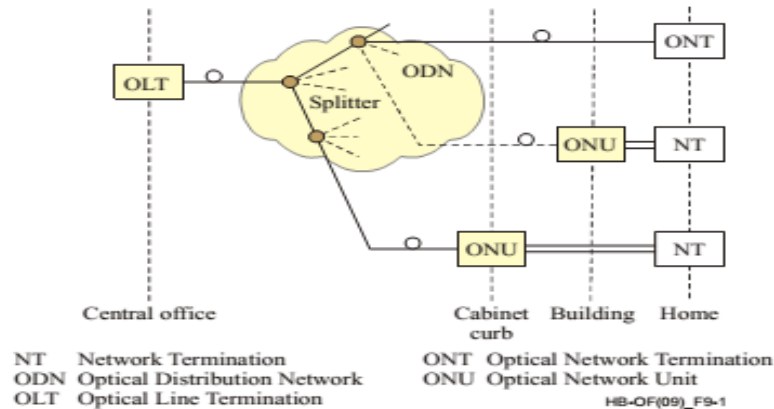 ONT
ODN
OLT
Splitter
ONU
NT
ONU
NT
Central office
Cabinet curb
Building
Home
NT Network Termination
ODN Optical Distribution Network
OLT Optical Line Termination
ONT Optical Network Termination
ONU Optical Network Unit
HB-OF(09)_F9-1